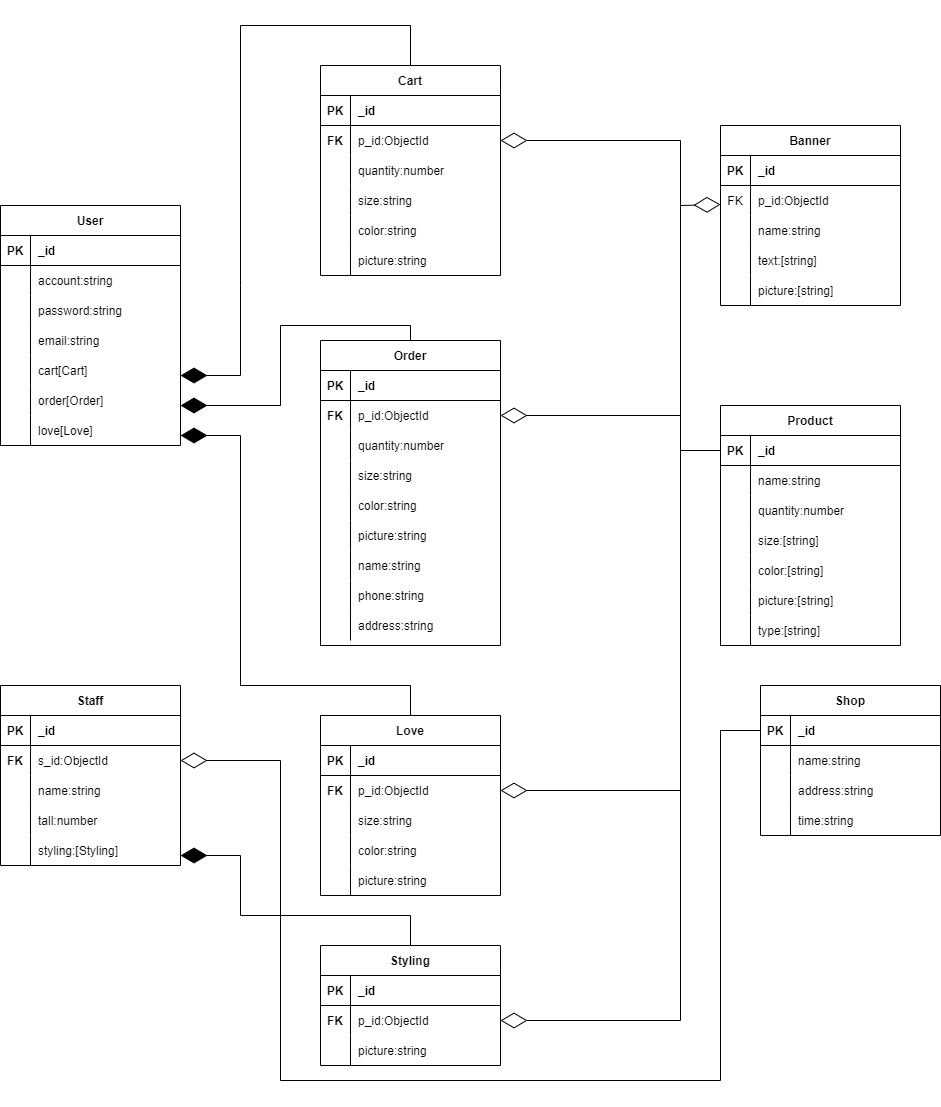 User
PK _id
account:string
password:string
email:string
cart[Cart]
order[Order]
love[Love]
Cart
PK _id
FK p_id:ObjectId
quantity:number
size:string
color:string
picture:string
Banner
PK _id
FK p_id:ObjectId
name:string
text:[string]
picture:[string]
Order
PK _id
FK p_id:ObjectId
quantity:number
size:string
color:string
picture:string
name:string
phone:string
address:string
Product
PK _id
name:string
quantity:number
size:[string]
color:[string]
picture:[string]
type:[string]
Staff
PK _id
FK s_id:ObjectId
name:string
tall:number
styling:[Styling]
Love
PK _id
FK p_id:ObjectId
size:string
color:string
picture:string
Shop
PK _id
name:string
address:string
time:string
Styling
PK _id
FK p_id:ObjectId
picture:string